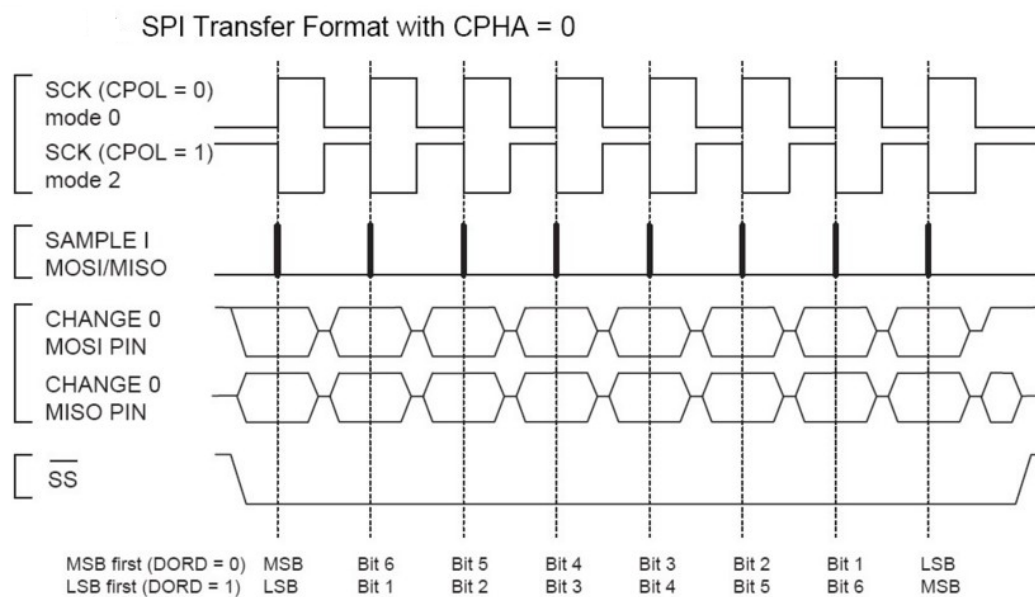 SPI Transfer Format with CPHA = 0
SCK (CPOL = 0)
mode 0
SCK (CPOL = 1)
mode 2
SAMPLE I
MOSI/MISO
CHANGE 0
MOSI PIN
CHANGE 0
MISO PIN
SS
MSB first (DORD = 0) MSB Bit 6 Bit 5 Bit 4 Bit 3 Bit 2 Bit 1 LSB
LSB first (DORD = 1) LSB Bit 1 Bit 2 Bit 3 Bit 4 Bit 5 Bit 6 MSB